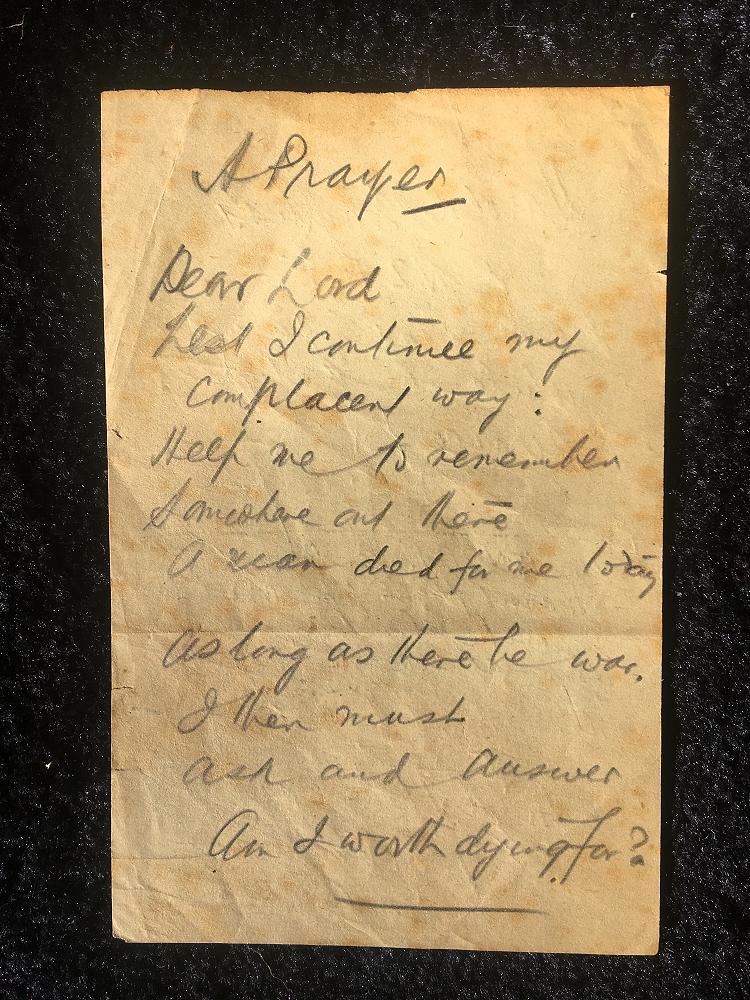 A Prayer
Dear Lord
Lest I continue my
complacent way:
Help me to remember
Somewhere out there
A man died for me today
As long as there be war.
I then must
ask and answer
Am I worth dying for?